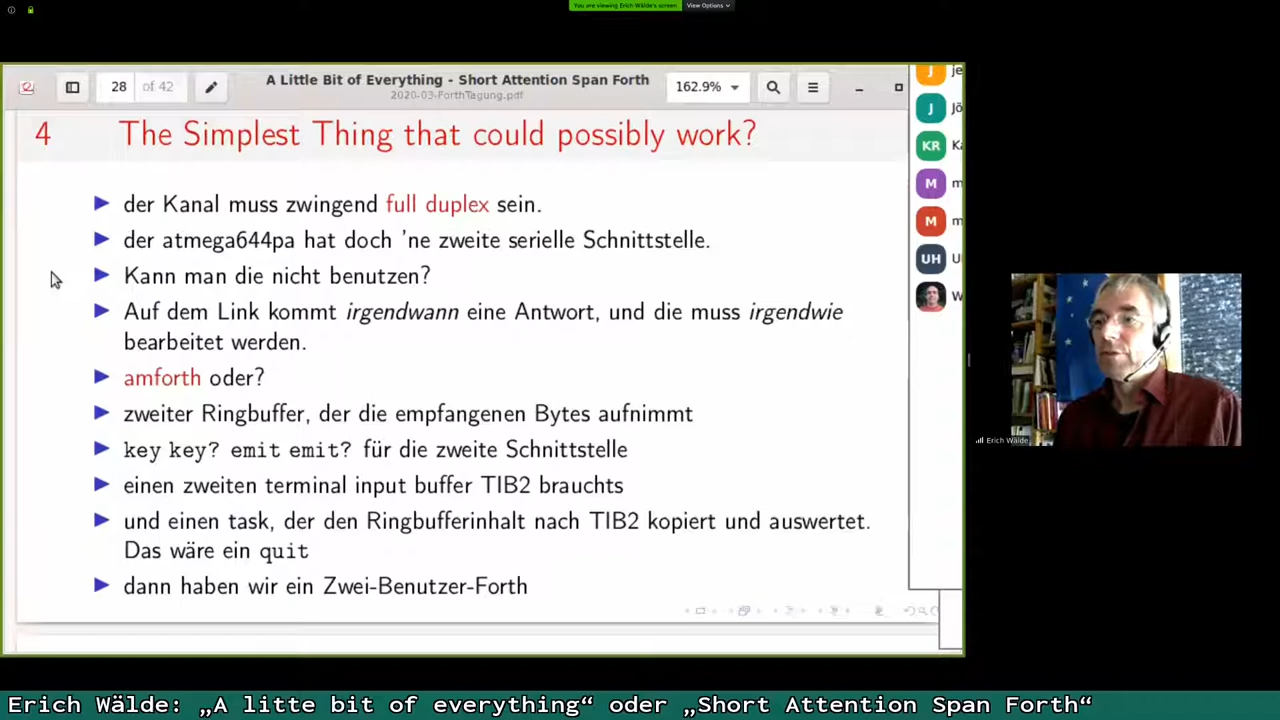 You are viewing Erich Wälde's screen
View Options
28 of 42
A Little Bit of Everything - Short Attention Span Forth
2020-03-ForthTagung.pdf
162.9%
4 The Simplest Thing that could possibly work?
der Kanal muss zwingend full duplex sein.
der atmega644pa hat doch 'ne zweite serielle Schnittstelle.
Kann man die nicht benutzen?
Auf dem Link kommt irgendwann eine Antwort, und die muss irgendwie
bearbeitet werden.
amforth oder?
zweiter Ringbuffer, der die empfangenen Bytes aufnimmt
key key? emit emit? für die zweite Schnittstelle
einen zweiten terminal input buffer TIB2 brauchts
und einen task, der den Ringbufferinhalt nach TIB2 kopiert und auswertet.
Das wäre ein quit
dann haben wir ein Zwei-Benutzer-Forth
J je
J Jö
KR Ka
M m
M m
UH U
W
Erich Wälde
Erich Wälde: „A litte bit of everything“ oder „Short Attention Span Forth“